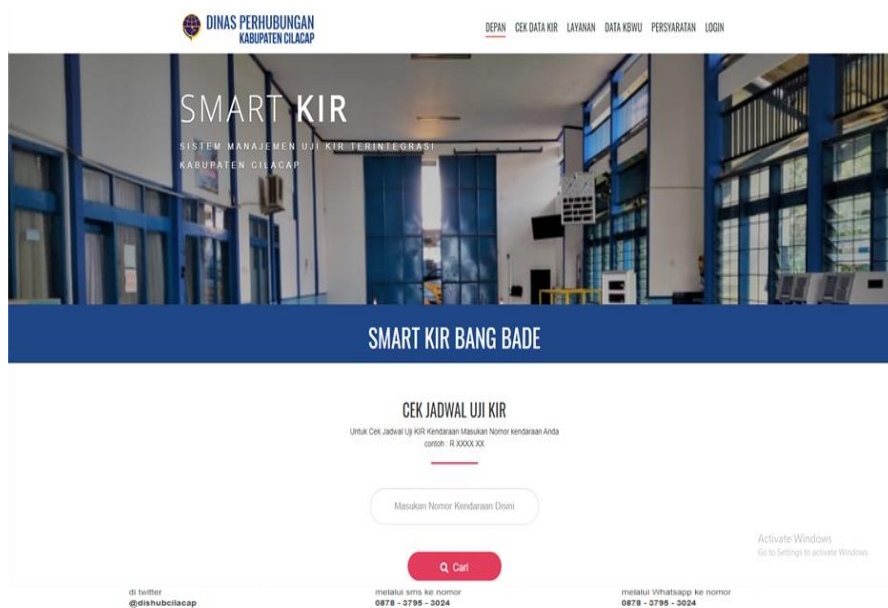 DINAS PERHUBUNGAN
KABUPATEN CILACAP
DEPAN CEK DATA KIR LAYANAN DATA KBWU PERSYARATAN LOGIN
SMART KIR
SISTEM MANAJEMEN UJI KIR TERINTEGRASI
KABUPATEN CILACAP
SMART KIR BANG BADE
CEK JADWAL UJI KIR
Untuk Cek Jadwal Uji KIR Kendaraan Masukan Nomor kendaraan Anda
contoh : R XXXX XX
Masukan Nomor Kendaraan Disini
Cari
Activate Windows
Go to Settings to activate Windows.
di twitter
@dishubcilacap
melalui sms ke nomor
0878 - 3795 - 3024
melalui Whatsapp ke nomor
0878 - 3795 - 3024